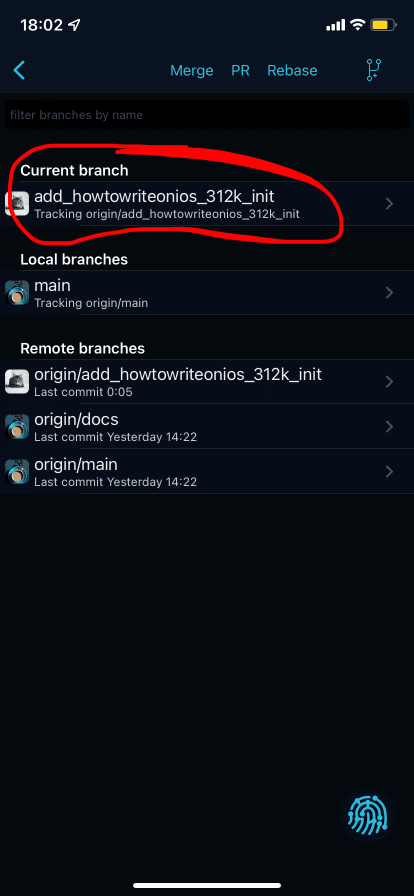 18:02
Merge PR Rebase
filter branches by name
Current branch
add_howtowriteonios_312k_init
Tracking origin/add_howtowriteonios_312k_init
Local branches
main
Tracking origin/main
Remote branches
origin/add_howtowriteonios_312k_init
Last commit 0:05
origin/docs
Last commit Yesterday 14:22
origin/main
Last commit Yesterday 14:22